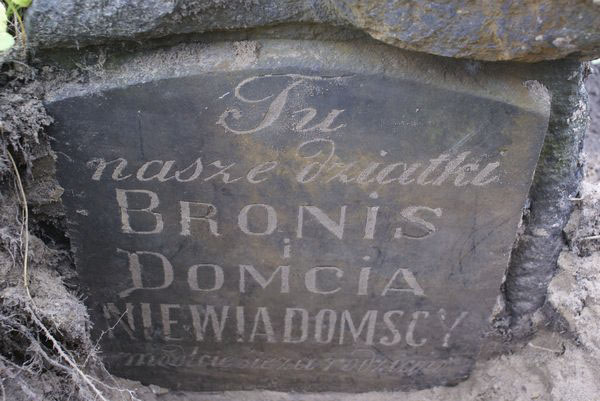 Tu
nasze dziatki
BRONIS
i
DOMCIA
NIEWIADOMSCY